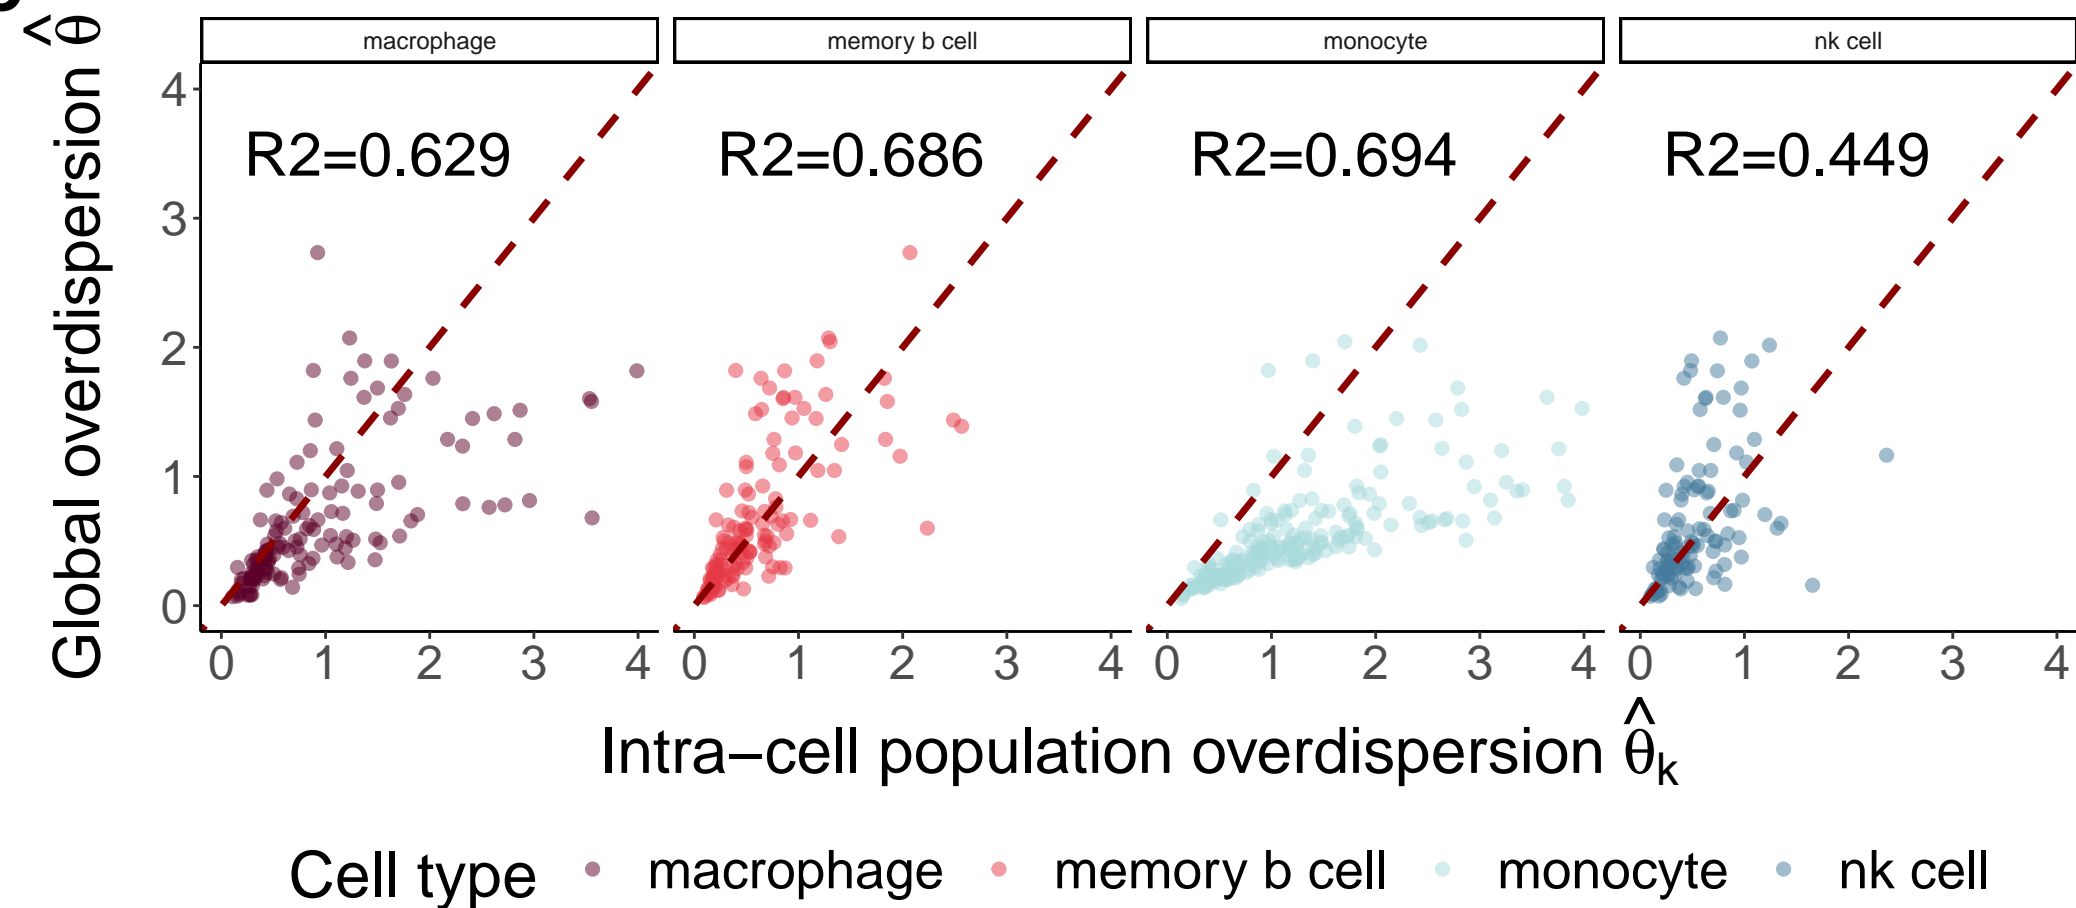 macrophage memory b cell monocyte nk cell
Global overdispersion θ̂
4
3
2
1
0
R2=0.629 R2=0.686 R2=0.694 R2=0.449
0 1 2 3 4 0 1 2 3 4 0 1 2 3 4 0 1 2 3 4
Intra−cell population overdispersion θ̂k
Cell type macrophage memory b cell monocyte nk cell